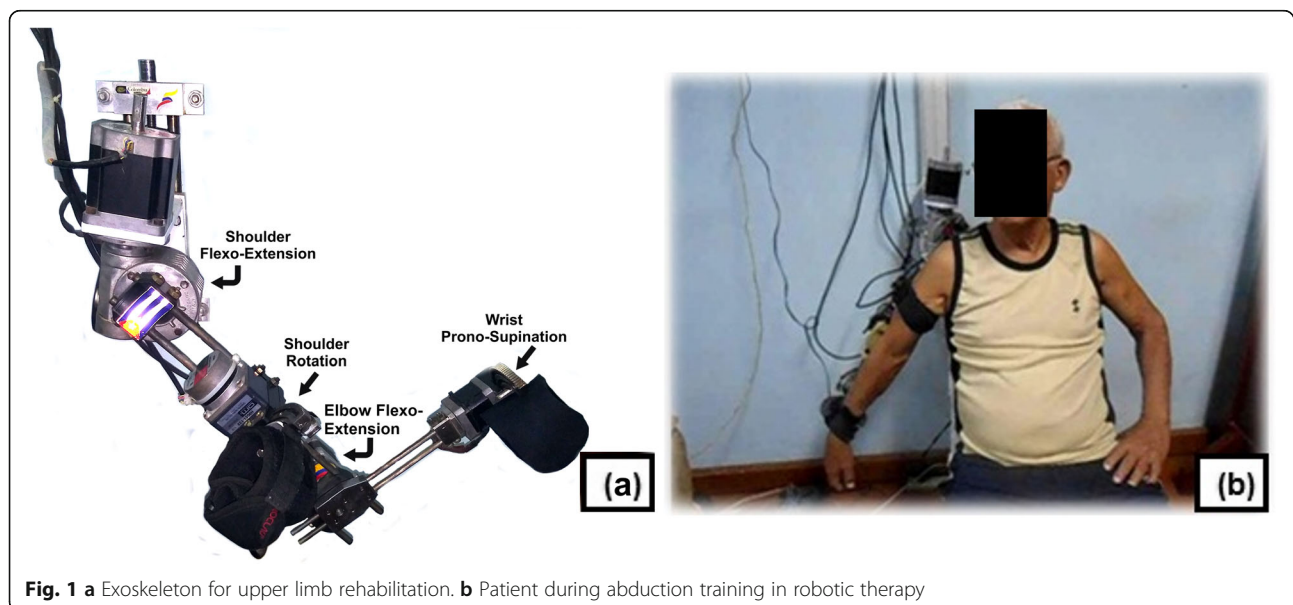 Shoulder
Flexo-Extension
Shoulder
Rotation
Elbow Flexo-
Extension
Wrist
Prono-Supination
(a)
(b)
Fig. 1 a Exoskeleton for upper limb rehabilitation. b Patient during abduction training in robotic therapy